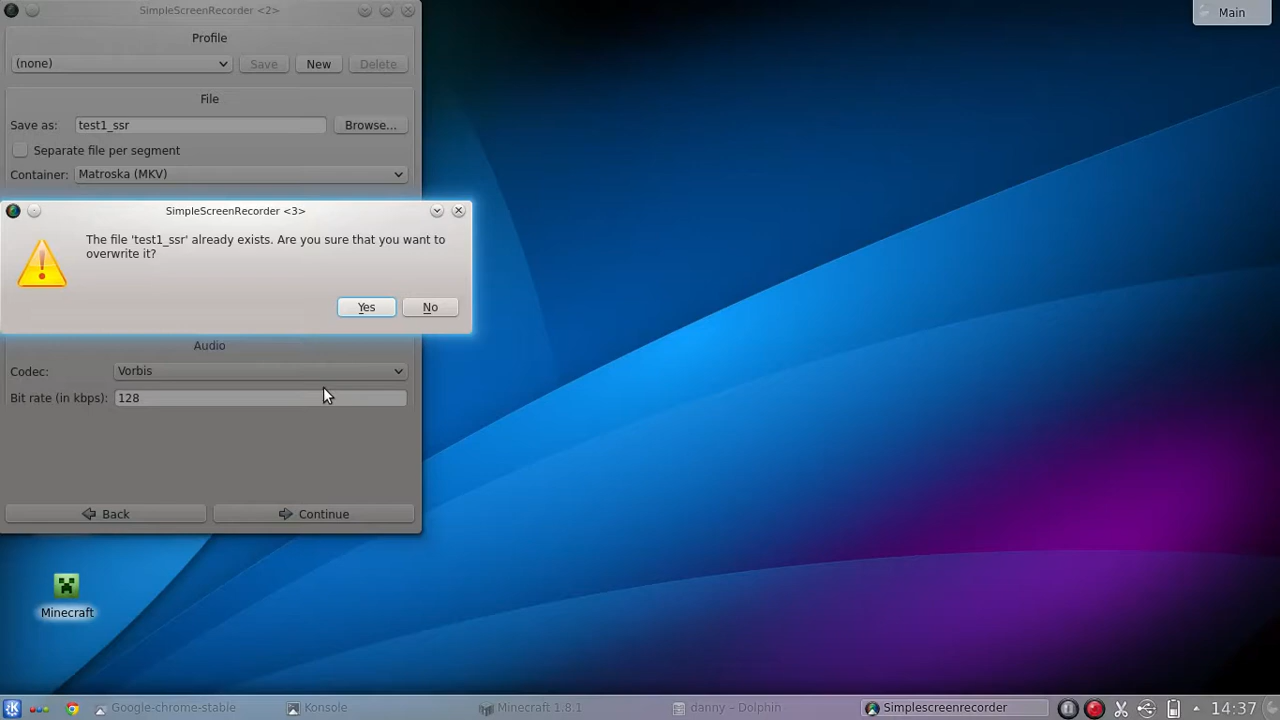 SimpleScreenRecorder <2>
Main
Profile
(none)
Save
New
Delete
File
Save as:
test1_ssr
Browse...
Separate file per segment
Container:
Matroska (MKV)
SimpleScreenRecorder <3>
The file 'test1_ssr' already exists. Are you sure that you want to
overwrite it?
Yes
No
Audio
Codec:
Vorbis
Bit rate (in kbps):
128
Back
Continue
Minecraft
Google-chrome-stable
Konsole
Minecraft 1.8.1
danny – Dolphin
Simplescreenrecorder
14:37